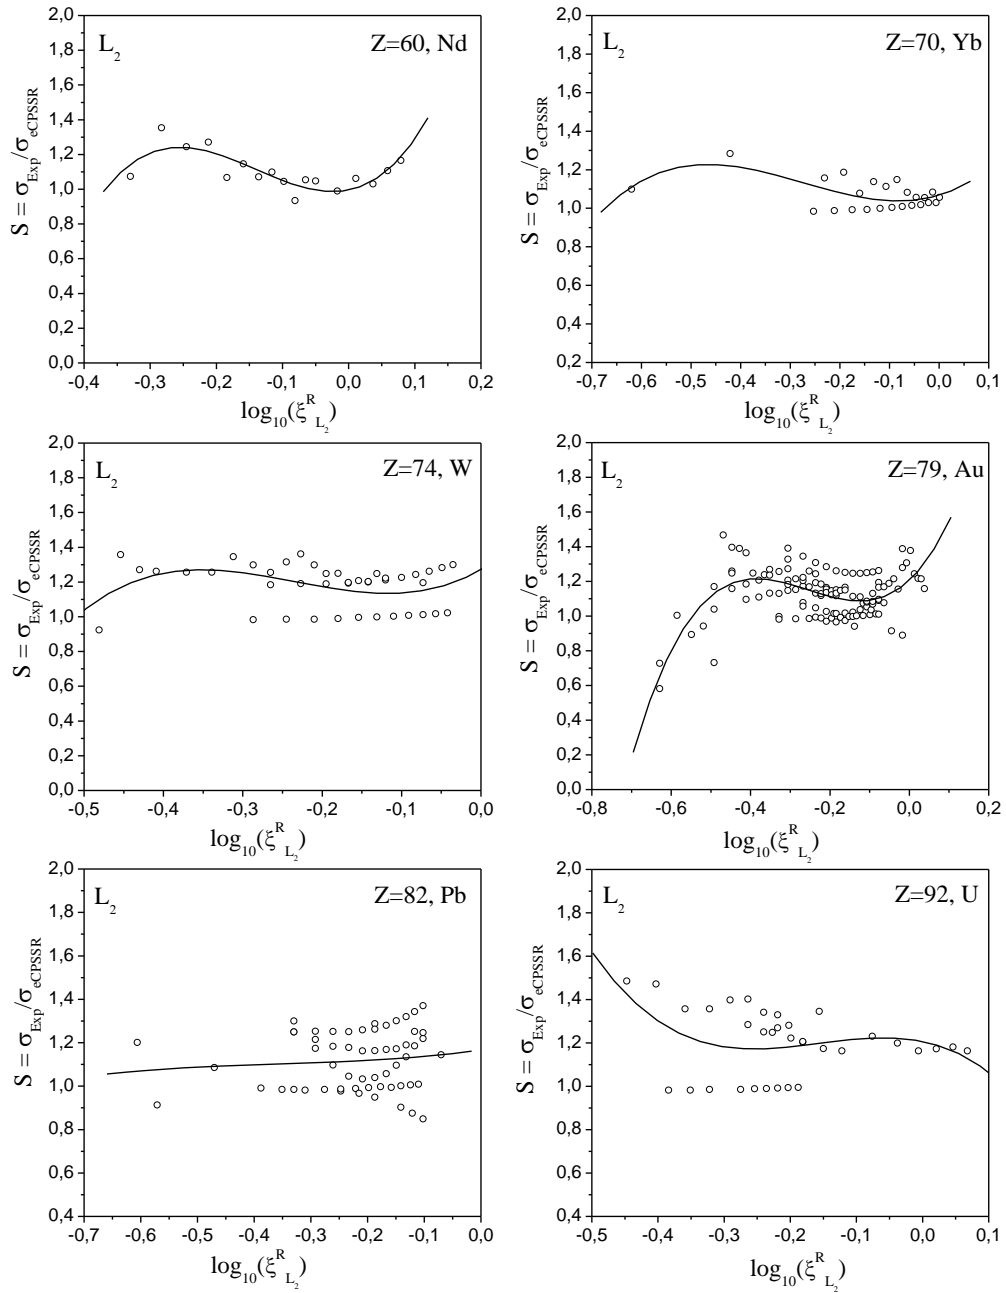 L2 Z=60, Nd
S = σExp/σeCPSSR
2,0
1,8
1,6
1,4
1,2
1,0
0,8
0,6
0,4
0,2
0,0
-0,4 -0,3 -0,2 -0,1 0,0 0,1 0,2
log10(ξR L2)
L2 Z=70, Yb
S = σExp/σeCPSSR
2,0
1,8
1,6
1,4
1,2
1,0
0,8
0,6
0,4
0,2
-0,7 -0,6 -0,5 -0,4 -0,3 -0,2 -0,1 0,0 0,1
log10(ξR L2)
L2 Z=74, W
S = σExp/σeCPSSR
2,0
1,8
1,6
1,4
1,2
1,0
0,8
0,6
0,4
0,2
0,0
-0,5 -0,4 -0,3 -0,2 -0,1 0,0
log10(ξR L2)
L2 Z=79, Au
S = σExp/σeCPSSR
2,0
1,8
1,6
1,4
1,2
1,0
0,8
0,6
0,4
0,2
0,0
-0,8 -0,6 -0,4 -0,2 0,0 0,2
log10(ξR L2)
L2 Z=82, Pb
S = σExp/σeCPSSR
2,0
1,8
1,6
1,4
1,2
1,0
0,8
0,6
0,4
-0,7 -0,6 -0,5 -0,4 -0,3 -0,2 -0,1 0,0
log10(ξR L2)
L2 Z=92, U
S = σExp/σeCPSSR
2,0
1,8
1,6
1,4
1,2
1,0
0,8
0,6
0,4
-0,5 -0,4 -0,3 -0,2 -0,1 0,0 0,1
log10(ξR L2)